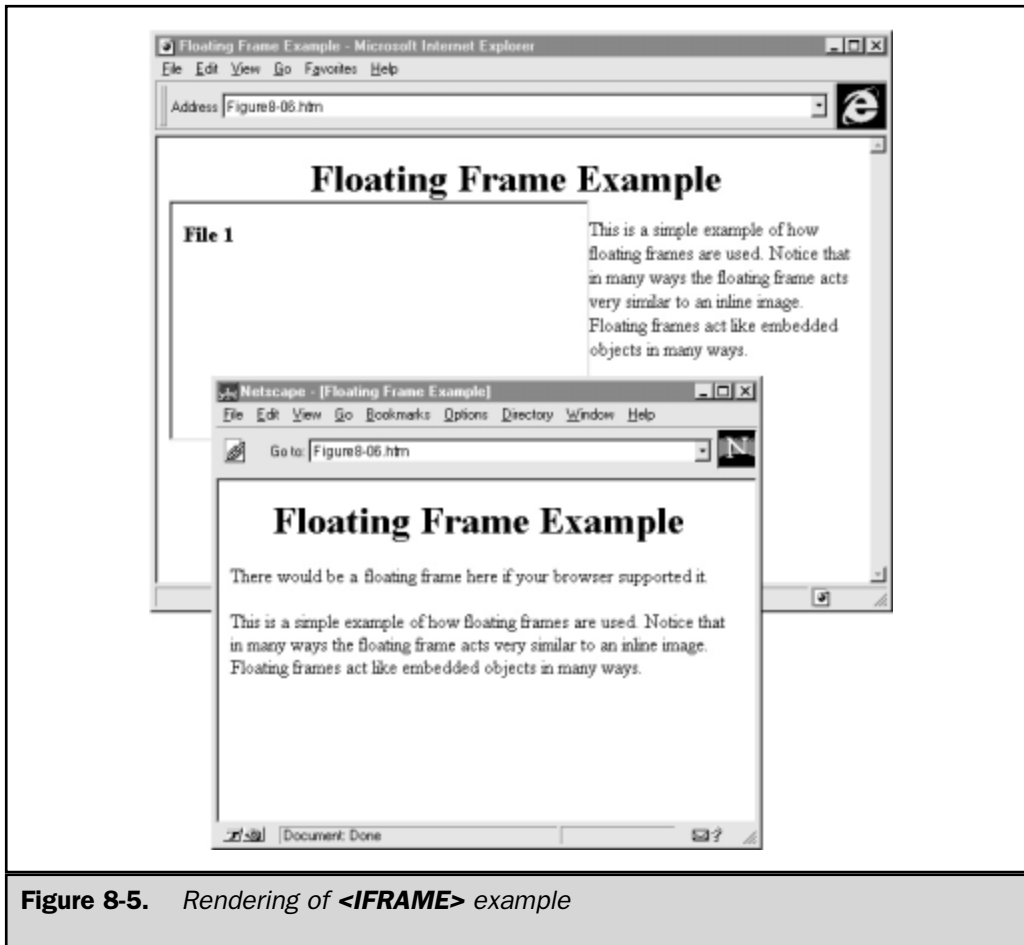 Floating Frame Example - Microsoft Internet Explorer
File Edit View Go Favorites Help
Address Figure8-06.htm
Floating Frame Example
File 1
This is a simple example of how
floating frames are used. Notice that
in many ways the floating frame acts
very similar to an inline image.
Floating frames act like embedded
objects in many ways.
Netscape - [Floating Frame Example]
File Edit View Go Bookmarks Options Directory Window Help
Go to: Figure8-06.htm
N
Floating Frame Example
There would be a floating frame here if your browser supported it.
This is a simple example of how floating frames are used. Notice that
in many ways the floating frame acts very similar to an inline image.
Floating frames act like embedded objects in many ways.
Document: Done
Figure 8-5. Rendering of <IFRAME> example